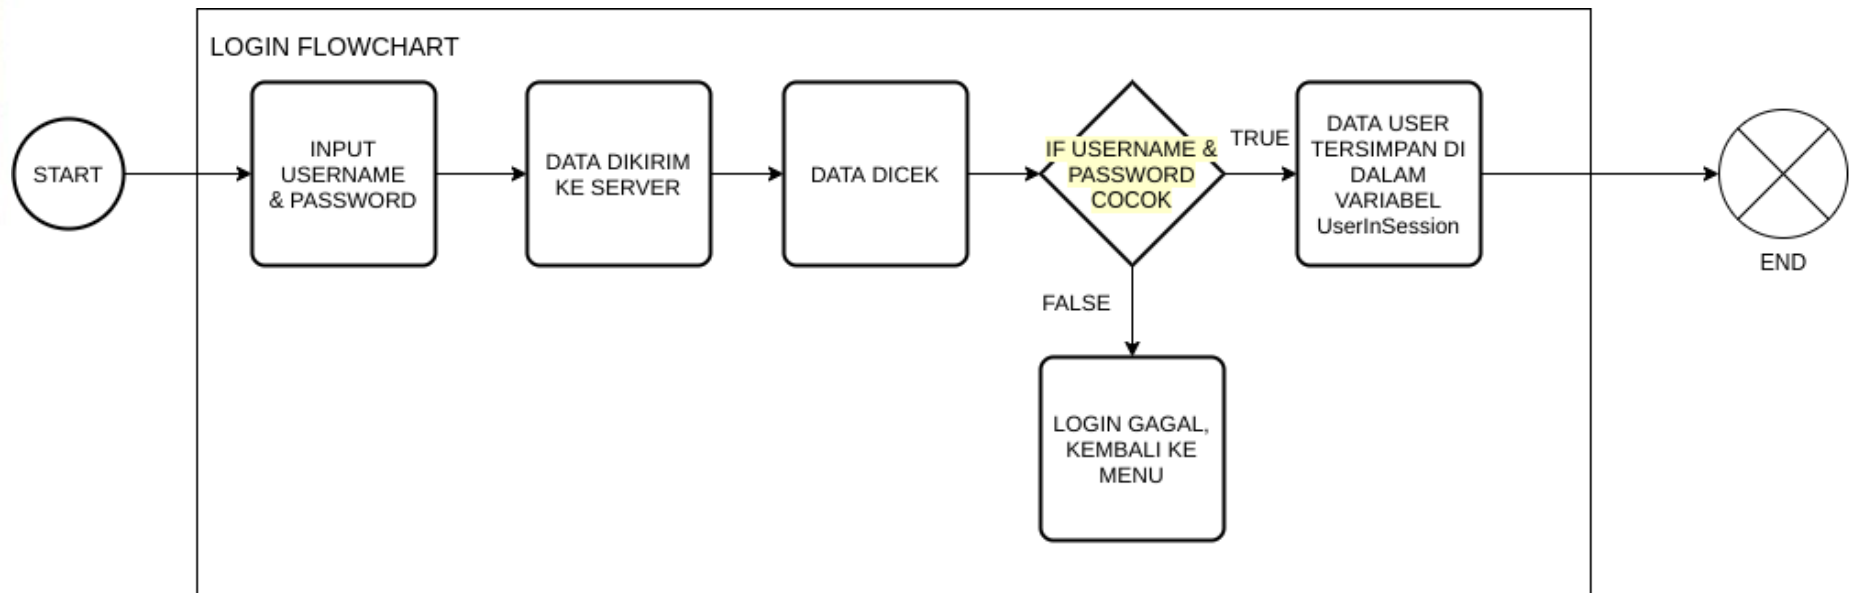 LOGIN FLOWCHART
START
INPUT
USERNAME
& PASSWORD
DATA DIKIRIM
KE SERVER
DATA DICEK
IF USERNAME &
PASSWORD
COCOK
TRUE
DATA USER
TERSIMPAN DI
DALAM
VARIABEL
UserInSession
END
FALSE
LOGIN GAGAL,
KEMBALI KE
MENU